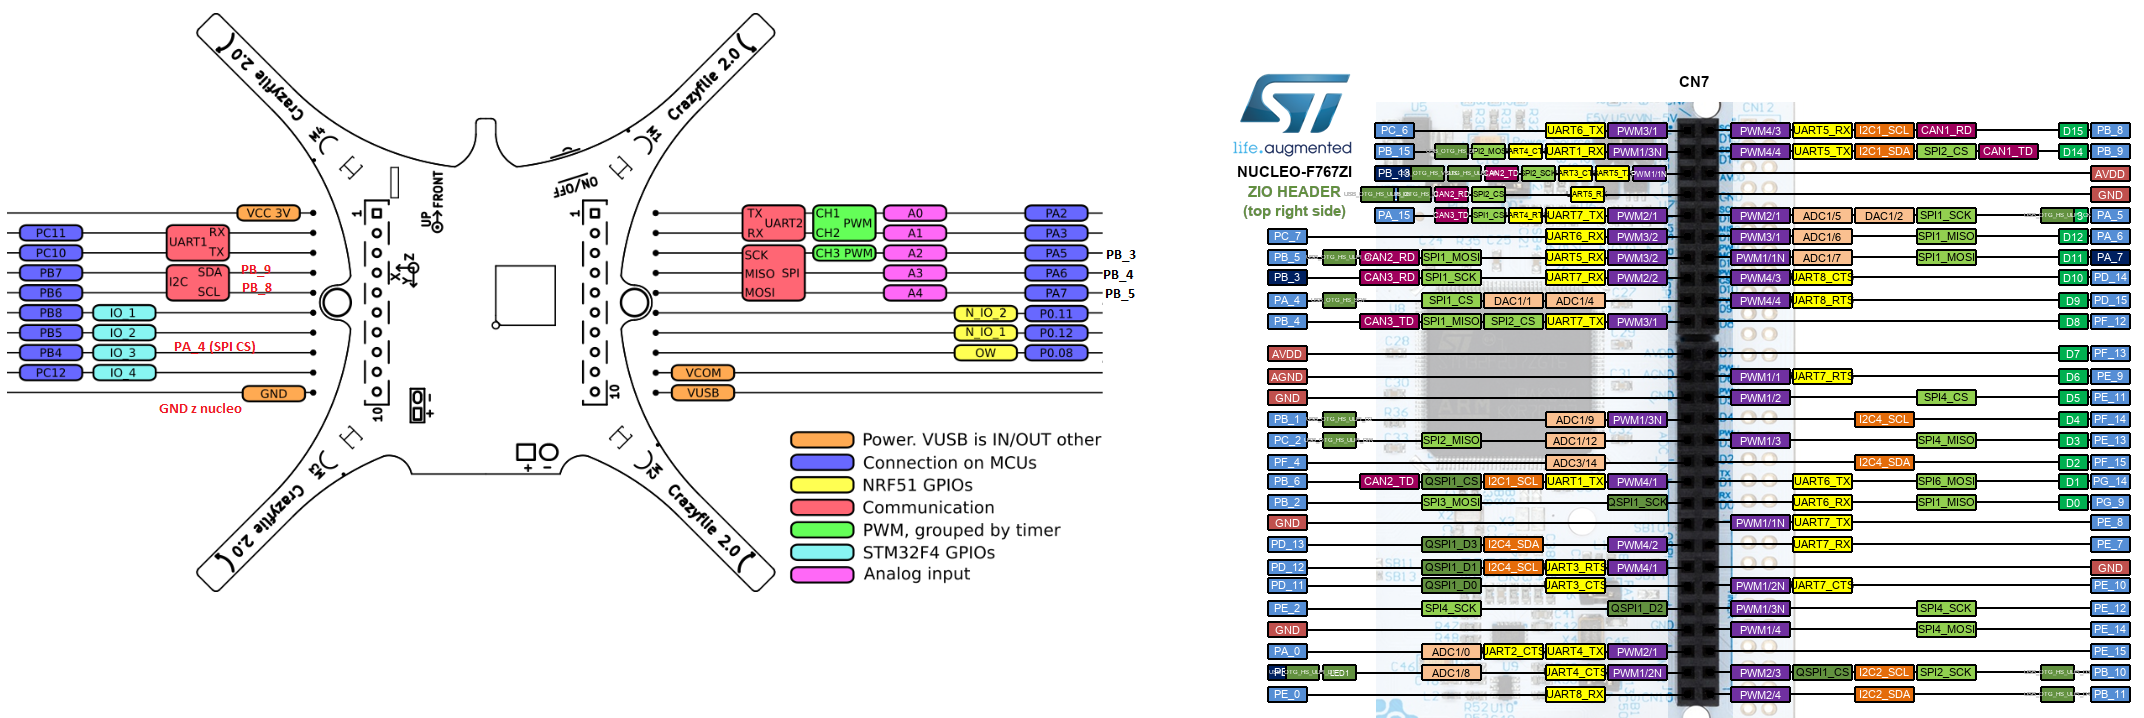 Crazyflie 2.0
M4
Crazyflie 2.0
M1
ON/OFF
UP
FRONT
1
10
X
Y
Z
1
10
- +
+ -
M3
Crazyflie 2.0
M2
Crazyflie 2.0
VCC 3V
PC11 UART1 RX
PC10 TX
PB7 I2C SDA PB_9
PB6 SCL PB_8
PB8 IO_1
PB5 IO_2
PB4 IO_3 PA_4 (SPI CS)
PC12 IO_4
GND
GND z nucleo
TX UART2 CH1 PWM A0 PA2
RX CH2 A1 PA3
SCK CH3 PWM A2 PA5 PB_3
MISO SPI A3 PA6 PB_4
MOSI A4 PA7 PB_5
N_IO_2 P0.11
N_IO_1 P0.12
OW P0.08
VCOM
VUSB
Power. VUSB is IN/OUT other
Connection on MCUs
NRF51 GPIOs
Communication
PWM, grouped by timer
STM32F4 GPIOs
Analog input
ST
life.augmented
NUCLEO-F767ZI
ZIO HEADER
(top right side)
CN7
PC_6 UART6_TX PWM3/1 PWM4/3 UART5_RX I2C1_SCL CAN1_RD D15 PB_8
PB_15 UART1_RX PWM1/3N PWM4/4 UART5_TX I2C1_SDA SPI2_CS CAN1_TD D14 PB_9
CAN2_TD SPI2_SCK PWM1/1N AVDD
CAN2_RD SPI2_CS GND
PA_15 CAN3_TD SPI1_CS UART7_TX PWM2/1 PWM2/1 ADC1/5 DAC1/2 SPI1_SCK PA_5
PC_7 UART6_RX PWM3/2 PWM3/1 ADC1/6 SPI1_MISO D12 PA_6
PB_5 CAN2_RD SPI1_MOSI UART5_RX PWM3/2 PWM1/1N ADC1/7 SPI1_MOSI D11 PA_7
PB_3 CAN3_RD SPI1_SCK UART7_RX PWM2/2 PWM4/3 UART8_CTS D10 PD_14
PA_4 SPI1_CS DAC1/1 ADC1/4 PWM4/4 UART8_RTS D9 PD_15
PB_4 CAN3_TD SPI1_MISO SPI2_CS UART7_TX PWM3/1 D8 PF_12
AVDD D7 PF_13
AGND PWM1/1 UART7_RTS D6 PE_9
GND PWM1/2 SPI4_CS D5 PE_11
PB_1 ADC1/9 PWM1/3N I2C4_SCL D4 PF_14
PC_2 SPI2_MISO ADC1/12 PWM1/3 SPI4_MISO D3 PE_13
PF_4 ADC3/14 I2C4_SDA D2 PF_15
PB_6 CAN2_TD QSPI1_CS I2C1_SCL UART1_TX PWM4/1 UART6_TX SPI6_MOSI D1 PG_14
PB_2 SPI3_MOSI QSPI1_SCK UART6_RX SPI1_MISO D0 PG_9
GND PWM1/1N UART7_TX PE_8
PD_13 QSPI1_D3 I2C4_SDA PWM4/2 UART7_RX PE_7
PD_12 QSPI1_D1 I2C4_SCL UART3_RTS PWM4/1 GND
PD_11 QSPI1_D0 UART3_CTS PWM1/2N UART7_CTS PE_10
PE_2 SPI4_SCK QSPI1_D2 PWM1/3N SPI4_SCK PE_12
GND PWM1/4 SPI4_MOSI PE_14
PA_0 ADC1/0 UART2_CTS UART4_TX PWM2/1 PE_15
LED1 ADC1/8 UART4_CTS PWM1/2N PWM2/3 QSPI1_CS I2C2_SCL SPI2_SCK PB_10
PE_0 UART8_RX PWM2/4 I2C2_SDA PB_11